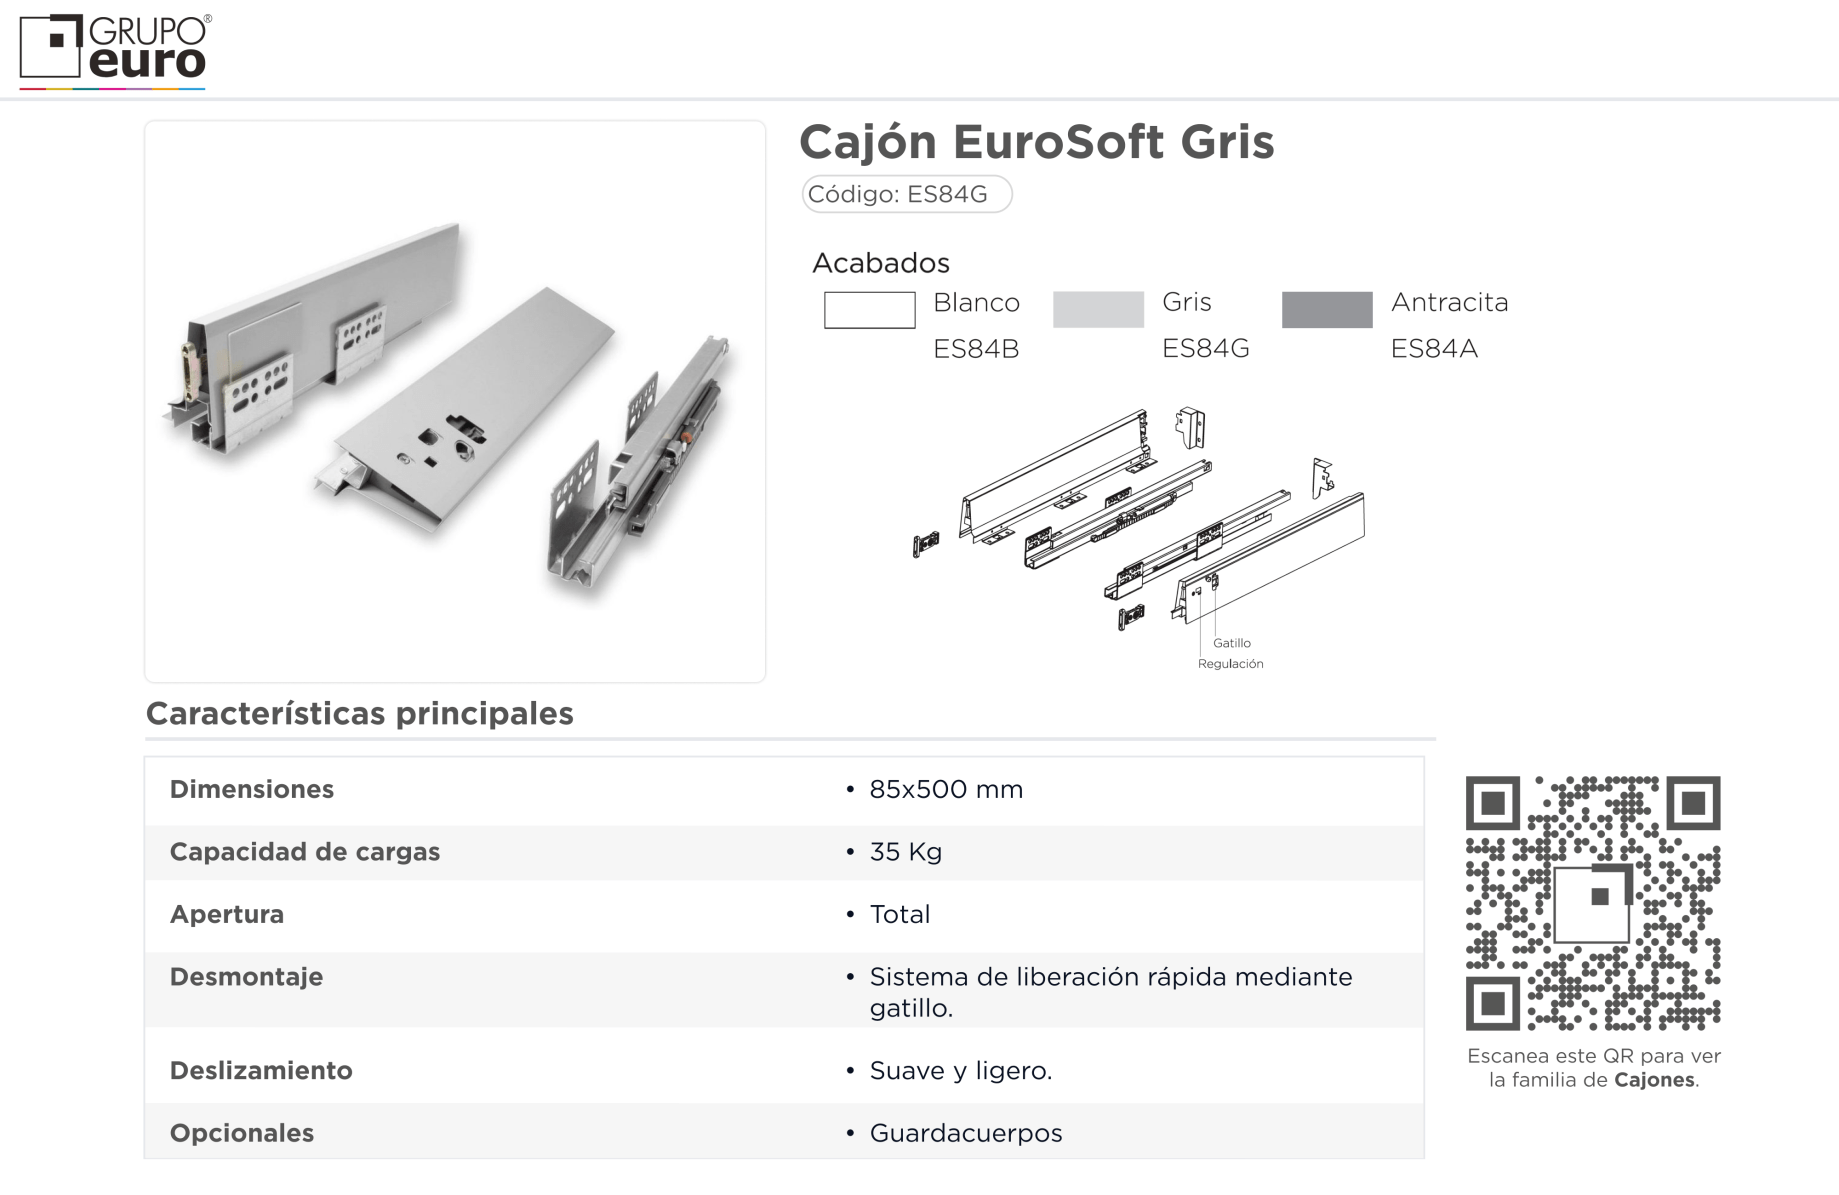 GRUPO®
euro
Cajón EuroSoft Gris
Código: ES84G
Acabados
Blanco
ES84B
Gris
ES84G
Antracita
ES84A
Gatillo
Regulación
Características principales
Dimensiones
• 85x500 mm
Capacidad de cargas
• 35 Kg
Apertura
• Total
Desmontaje
• Sistema de liberación rápida mediante
gatillo.
Deslizamiento
• Suave y ligero.
Opcionales
• Guardacuerpos
Escanea este QR para ver
la familia de Cajones.